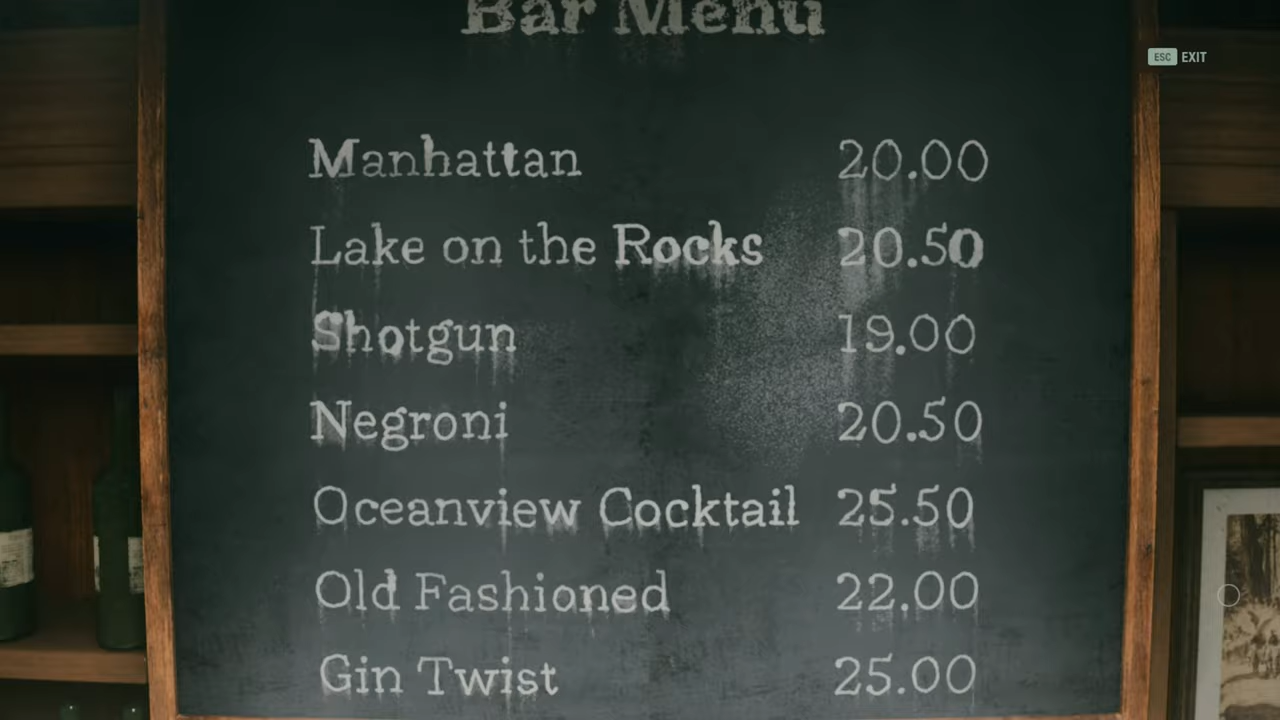 Bar Menu
ESC EXIT
Manhattan 20.00
Lake on the Rocks 20.50
Shotgun 19.00
Negroni 20.50
Oceanview Cocktail 25.50
Old Fashioned 22.00
Gin Twist 25.00